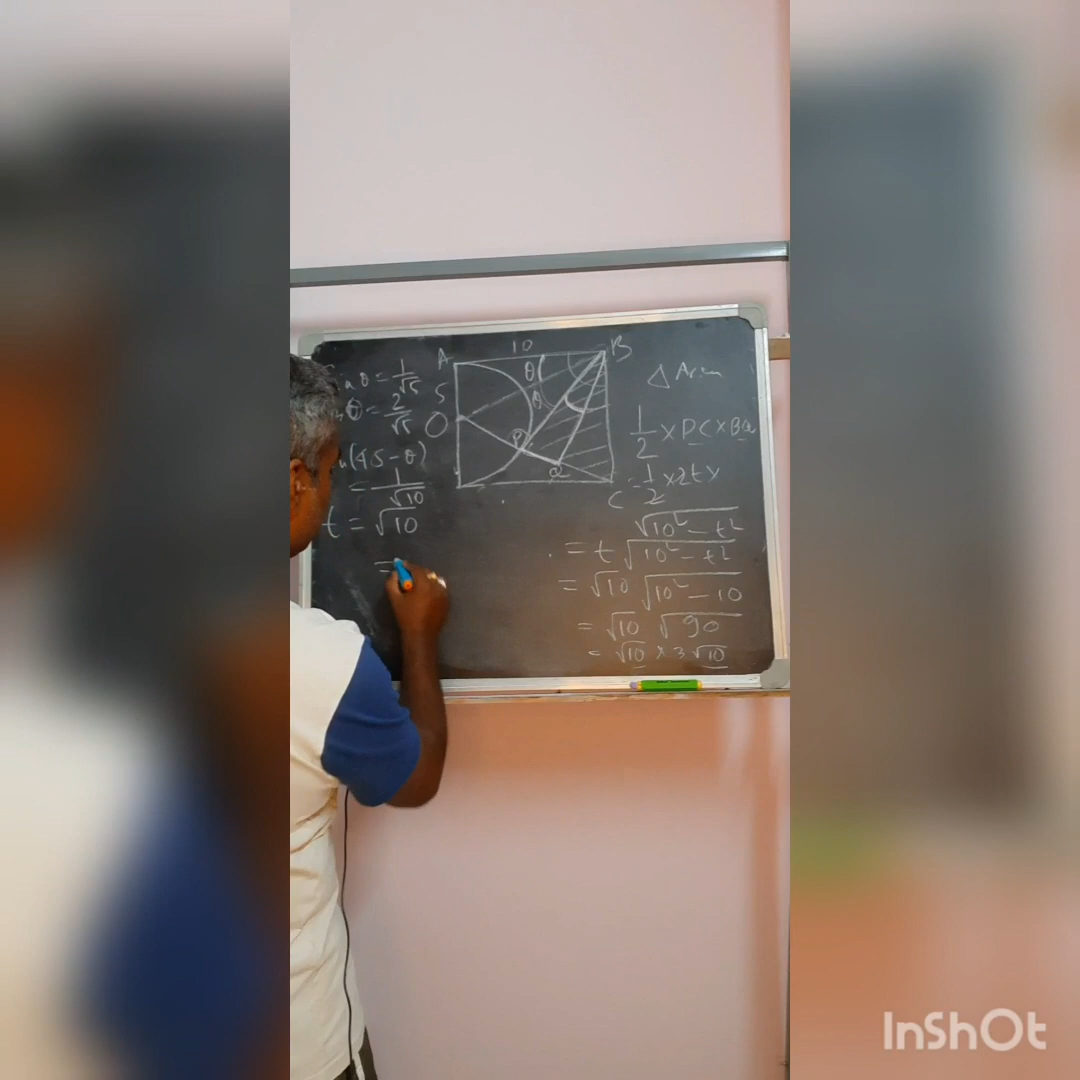 θ = 1/√5
θ = 2/√5
(45 - θ)
= 1/√10
t = √10
=
A
10
B
5
O
θ
θ
P
Q
C
△ Area
1/2 × PC × BQ
= 1/2 × 2t ×
√10² - t²
= t √10² - t²
= √10 √10² - 10
= √10 √90
= √10 × 3 √10
InShOt